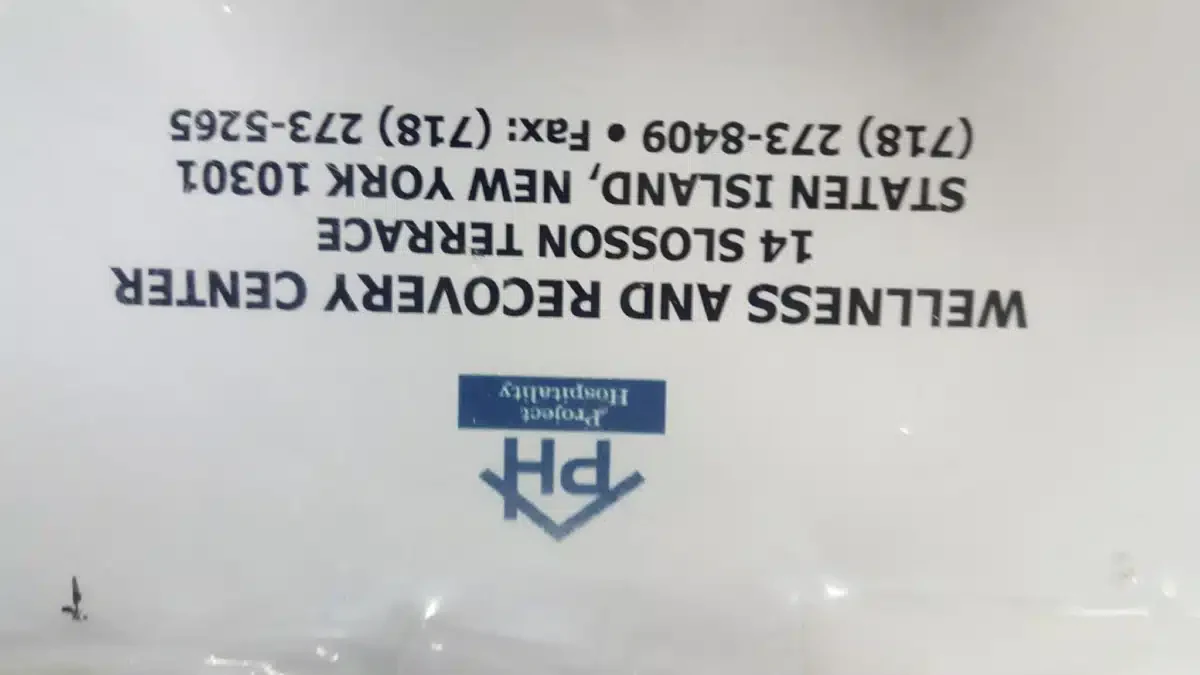 PH
Project
Hospitality
WELLNESS AND RECOVERY CENTER
14 SLOSSON TERRACE
STATEN ISLAND, NEW YORK 10301
(718) 273-8409 • Fax: (718) 273-5265